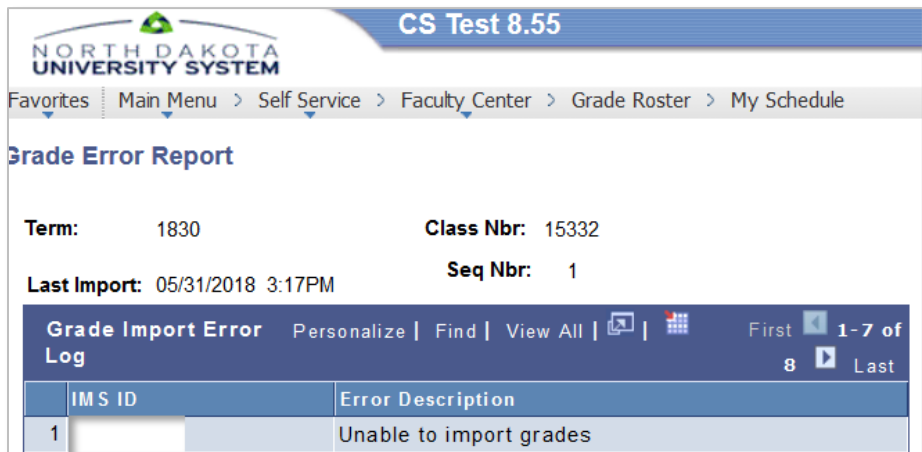 CS Test 8.55
NORTH DAKOTA
UNIVERSITY SYSTEM
Favorites Main Menu > Self Service > Faculty Center > Grade Roster > My Schedule
Grade Error Report
Term: 1830 Class Nbr: 15332
Last Import: 05/31/2018 3:17PM Seq Nbr: 1
Grade Import Error Personalize | Find | View All | | First 1-7 of
Log 8 Last
IMS ID Error Description
1 Unable to import grades